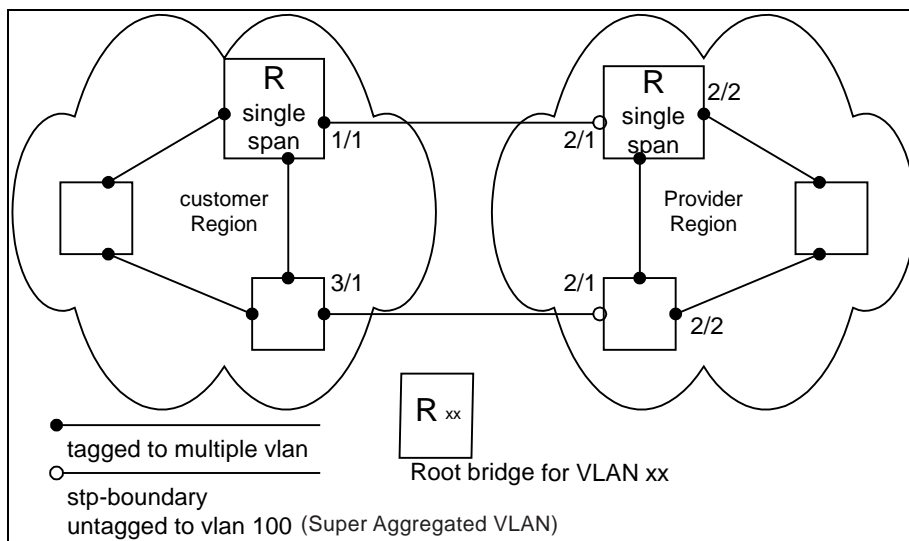 R
single
span
1/1
R
single
span
2/2
2/1
customer
Region
Provider
Region
3/1
2/1
2/2
R xx
Root bridge for VLAN xx
tagged to multiple vlan
stp-boundary
untagged to vlan 100 (Super Aggregated VLAN)